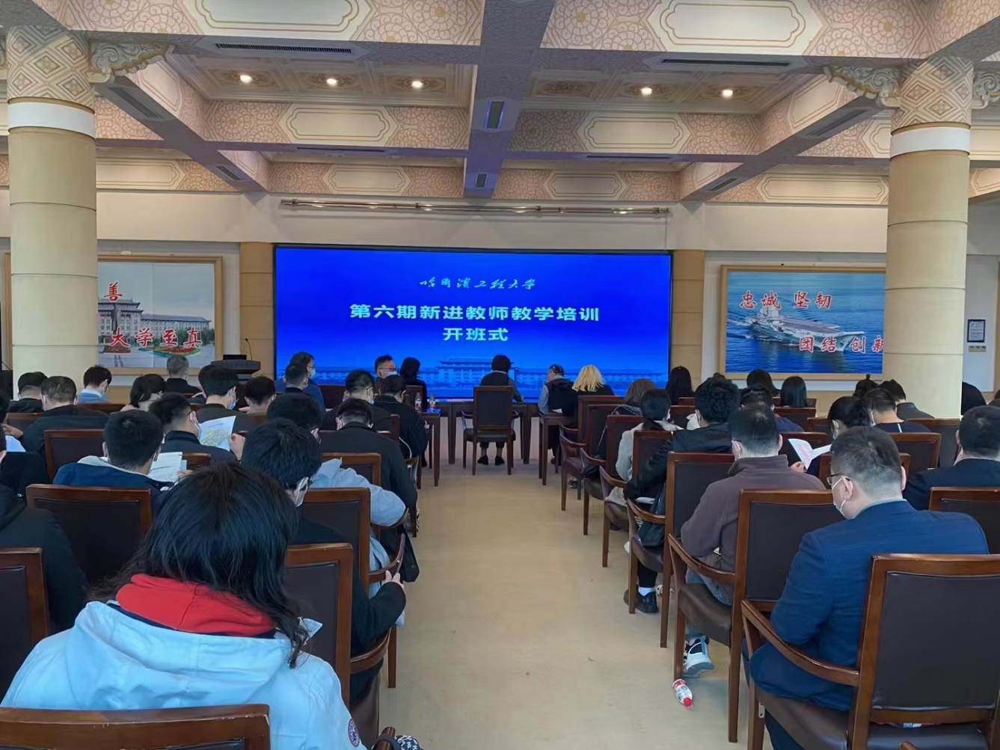 哈尔滨工程大学
第六期新进教师教学培训
开班式
善
大学至真
忠诚 坚韧
团结 创新